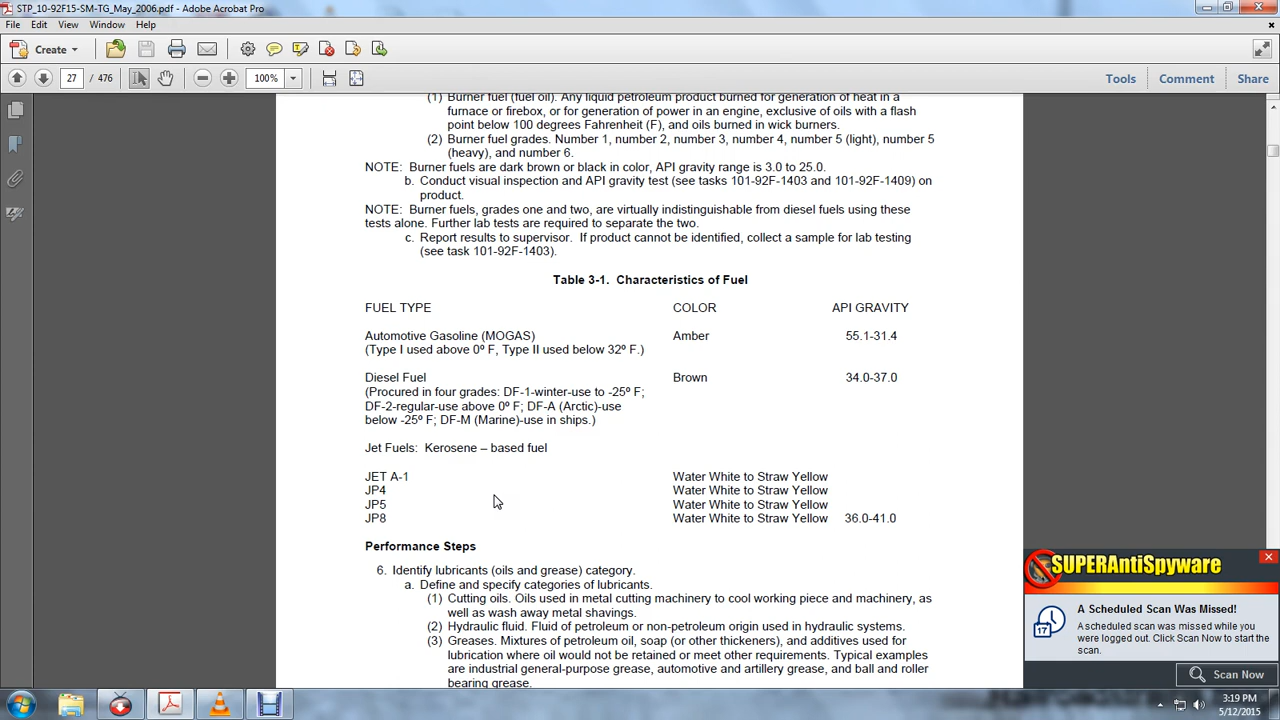 STP_10-92F15-SM-TG_May_2006.pdf - Adobe Acrobat Pro
File Edit View Window Help
Create
27 / 476 100% Tools Comment Share
(1) Burner fuel (fuel oil). Any liquid petroleum product burned for generation of heat in a
furnace or firebox, or for generation of power in an engine, exclusive of oils with a flash
point below 100 degrees Fahrenheit (F), and oils burned in wick burners.
(2) Burner fuel grades. Number 1, number 2, number 3, number 4, number 5 (light), number 5
(heavy), and number 6.
NOTE: Burner fuels are dark brown or black in color, API gravity range is 3.0 to 25.0.
b. Conduct visual inspection and API gravity test (see tasks 101-92F-1403 and 101-92F-1409) on
product.
NOTE: Burner fuels, grades one and two, are virtually indistinguishable from diesel fuels using these
tests alone. Further lab tests are required to separate the two.
c. Report results to supervisor. If product cannot be identified, collect a sample for lab testing
(see task 101-92F-1403).
Table 3-1. Characteristics of Fuel
FUEL TYPE COLOR API GRAVITY
Automotive Gasoline (MOGAS) Amber 55.1-31.4
(Type I used above 0º F, Type II used below 32º F.)
Diesel Fuel Brown 34.0-37.0
(Procured in four grades: DF-1-winter-use to -25º F;
DF-2-regular-use above 0º F; DF-A (Arctic)-use
below -25º F; DF-M (Marine)-use in ships.)
Jet Fuels: Kerosene – based fuel
JET A-1 Water White to Straw Yellow
JP4 Water White to Straw Yellow
JP5 Water White to Straw Yellow
JP8 Water White to Straw Yellow 36.0-41.0
Performance Steps
6. Identify lubricants (oils and grease) category.
a. Define and specify categories of lubricants.
(1) Cutting oils. Oils used in metal cutting machinery to cool working piece and machinery, as
well as wash away metal shavings.
(2) Hydraulic fluid. Fluid of petroleum or non-petroleum origin used in hydraulic systems.
(3) Greases. Mixtures of petroleum oil, soap (or other thickeners), and additives used for
lubrication where oil would not be retained or meet other requirements. Typical examples
are industrial general-purpose grease, automotive and artillery grease, and ball and roller
bearing grease.
SUPERAntiSpyware
A Scheduled Scan Was Missed!
17
A scheduled scan was missed while you
were logged out. Click Scan Now to start the
scan.
Scan Now
3:19 PM
5/12/2015